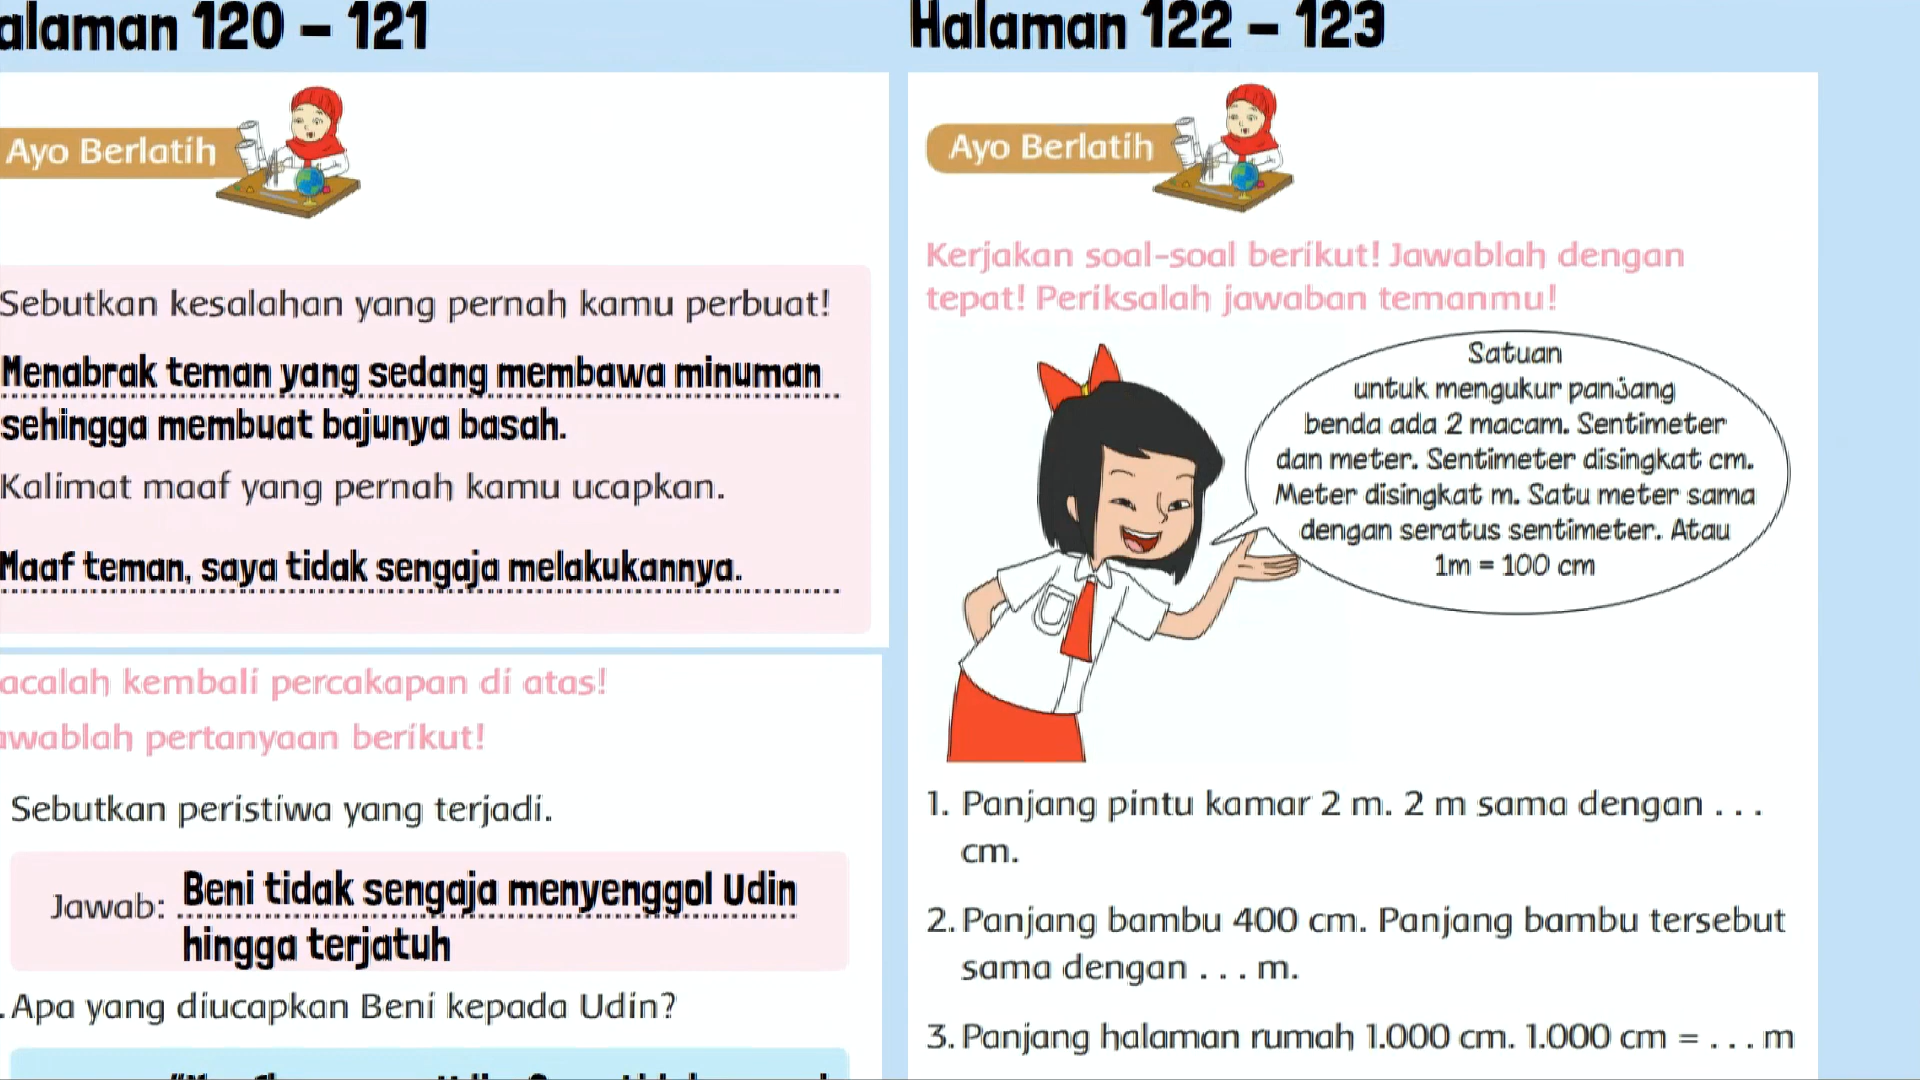 alaman 120 – 121
Ayo Berlatih
Sebutkan kesalahan yang pernah kamu perbuat!
Menabrak teman yang sedang membawa minuman
sehingga membuat bajunya basah.
Kalimat maaf yang pernah kamu ucapkan.
Maaf teman, saya tidak sengaja melakukannya.
acalah kembali percakapan di atas!
awablah pertanyaan berikut!
Sebutkan peristiwa yang terjadi.
Jawab: Beni tidak sengaja menyenggol Udin
hingga terjatuh
. Apa yang diucapkan Beni kepada Udin?
Halaman 122 – 123
Ayo Berlatih
Kerjakan soal-soal berikut! Jawablah dengan
tepat! Periksalah jawaban temanmu!
Satuan
untuk mengukur panjang
benda ada 2 macam. Sentimeter
dan meter. Sentimeter disingkat cm.
Meter disingkat m. Satu meter sama
dengan seratus sentimeter. Atau
1m = 100 cm
1. Panjang pintu kamar 2 m. 2 m sama dengan . . .
cm.
2. Panjang bambu 400 cm. Panjang bambu tersebut
sama dengan . . . m.
3. Panjang halaman rumah 1.000 cm. 1.000 cm = . . . m